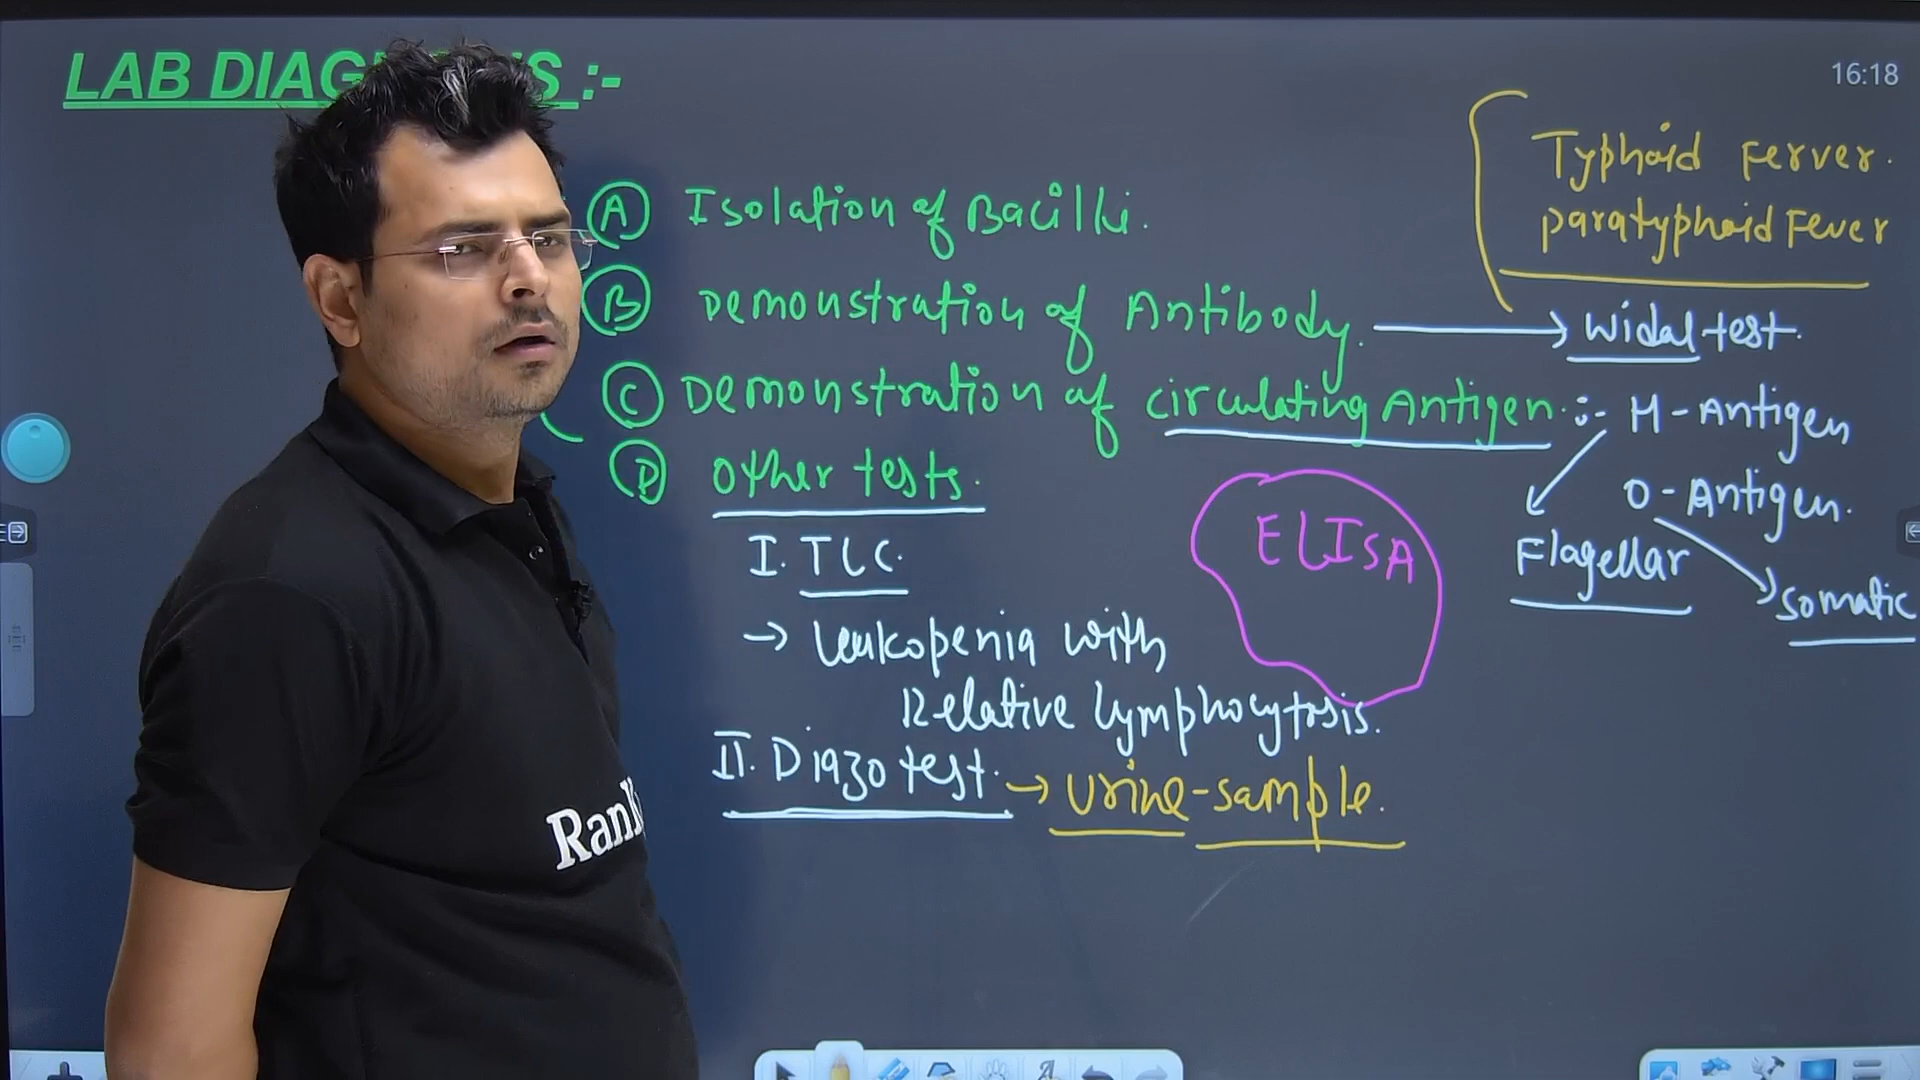 LAB DIAG S :-
16:18
Typhoid Ferver.
paratyphoid Fever
Ⓐ Isolation of Bacilli.
Ⓑ Demonstration of Antibody. → Widal test.
Ⓒ Demonstration of circulating Antigen. :- H-Antigen
O-Antigen.
Flagellar
somatic
Ⓓ other tests.
ELISA
I. TLC.
→ leukopenia with
Relative lymphocytosis.
II. Diazo test. → urine-sample.
Rank